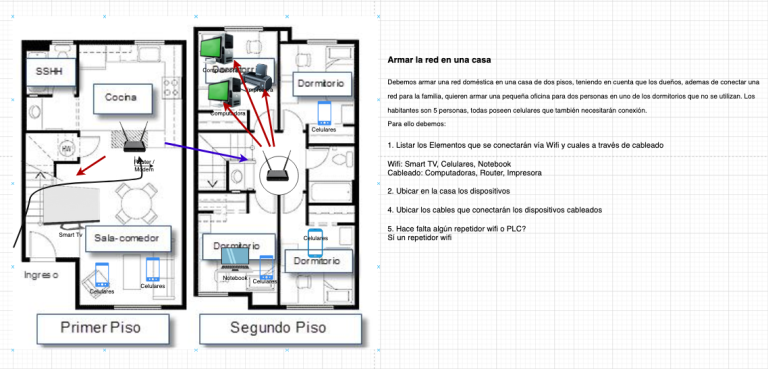 SSHH
Cocina
HW
Router /
Modem
Smart Tv
Sala-comedor
Ingreso
Celulares
Celulares
Primer Piso
Dormitorio
Computadora
Impresora
Computadora
Dormitorio
Celulares
Dormitorio
Notebook
Celulares
Celulares
Dormitorio
Segundo Piso
Armar la red en una casa
Debemos armar una red doméstica en una casa de dos pisos, teniendo en cuenta que los dueños, ademas de conectar una
red para la familia, quieren armar una pequeña oficina para dos personas en uno de los dormitorios que no se utilizan. Los
habitantes son 5 personas, todas poseen celulares que también necesitarán conexión.
Para ello debemos:
1. Listar los Elementos que se conectarán vía Wifi y cuales a través de cableado
Wifi: Smart TV, Celulares, Notebook
Cableado: Computadoras, Router, Impresora
2. Ubicar en la casa los dispositivos
4. Ubicar los cables que conectarán los dispositivos cableados
5. Hace falta algún repetidor wifi o PLC?
Sí un repetidor wifi